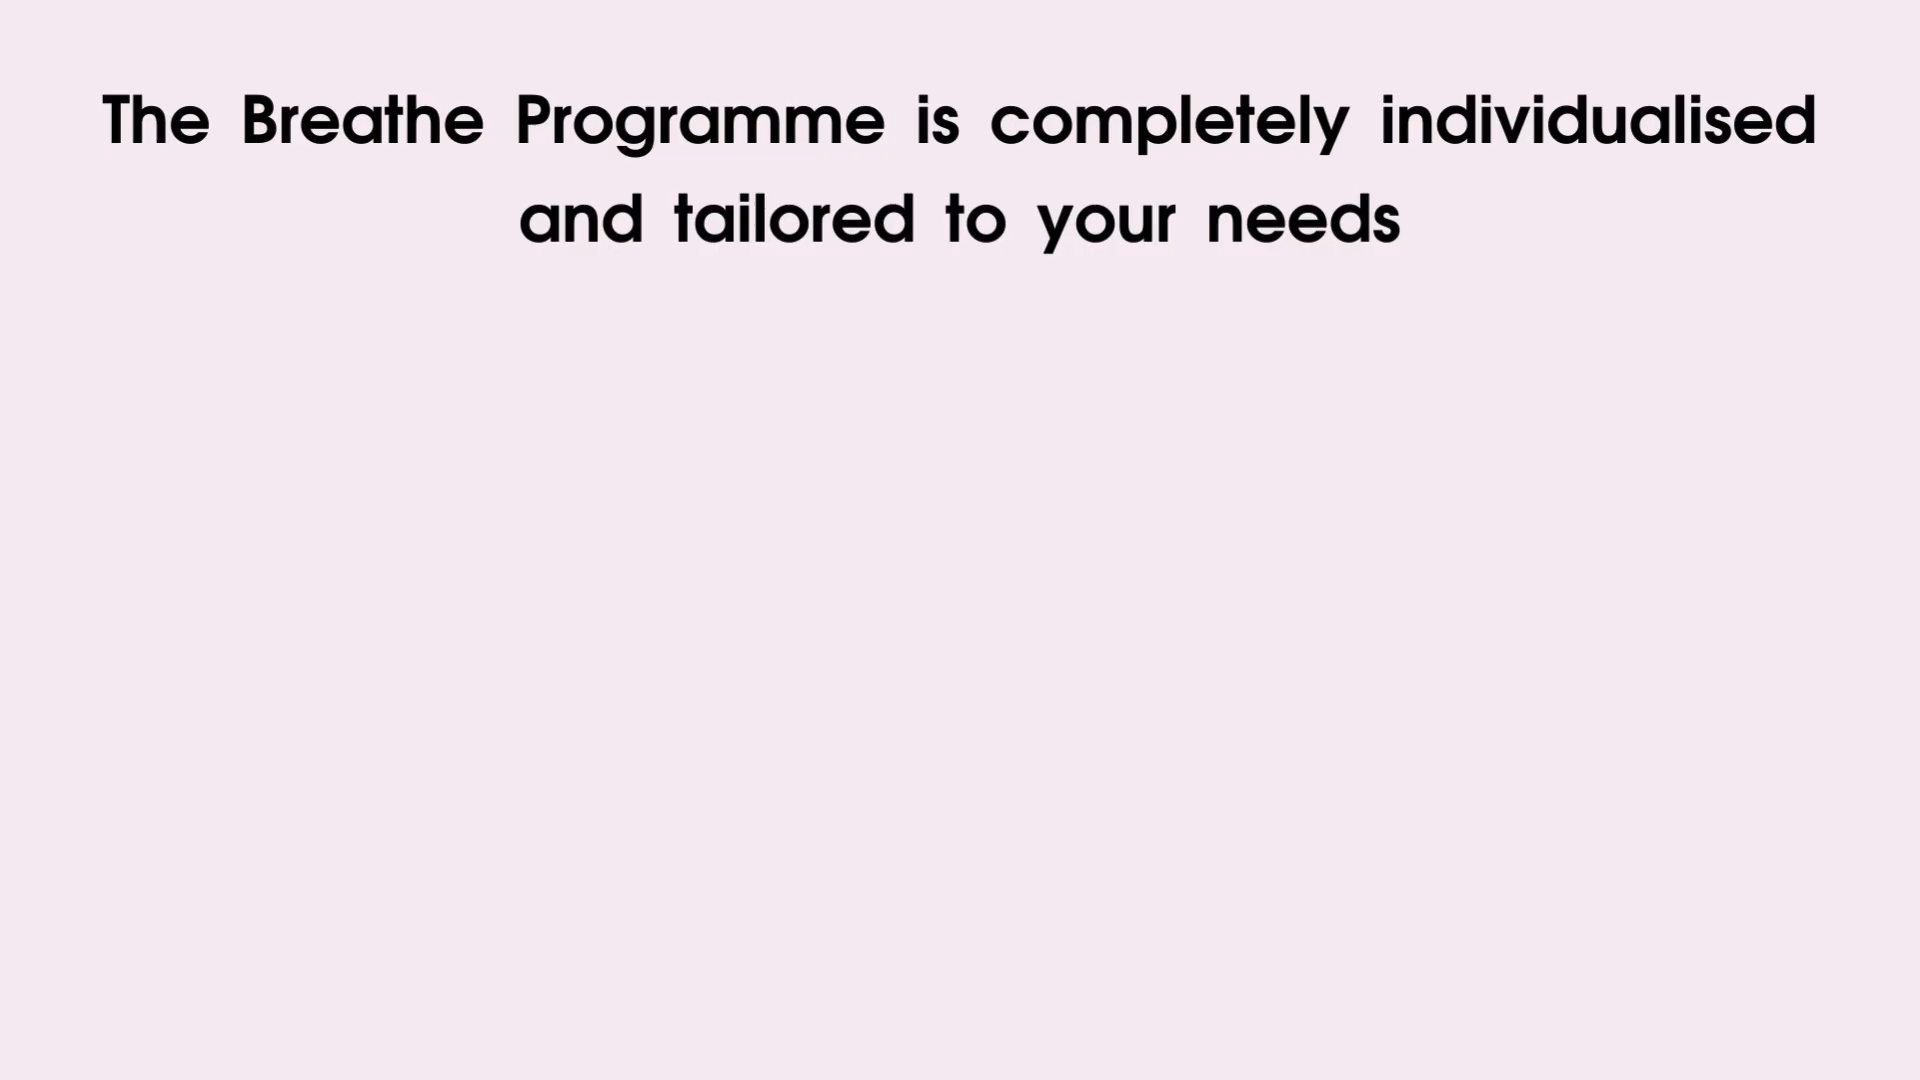 The Breathe Programme is completely individualised
and tailored to your needs